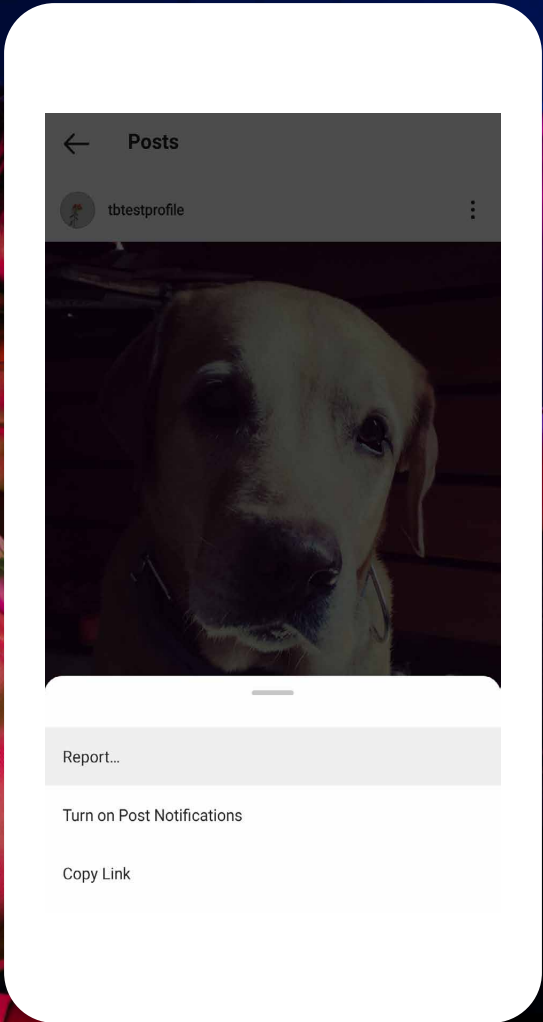 Posts
tbtestprofile
Report...
Turn on Post Notifications
Copy Link